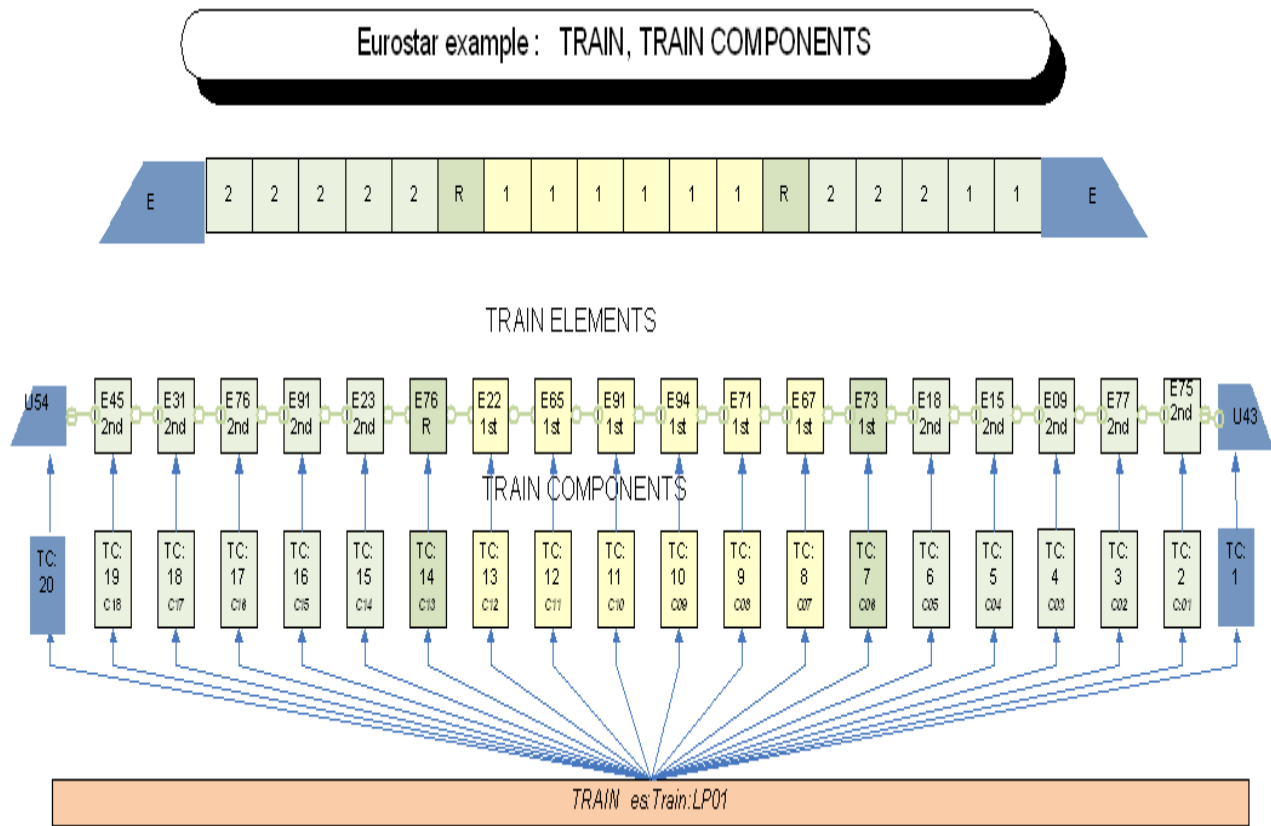 Eurostar example : TRAIN, TRAIN COMPONENTS
E 2 2 2 2 2 R 1 1 1 1 1 1 R 2 2 2 1 1 E
TRAIN ELEMENTS
U54 E45 E31 E76 E91 E23 E76 E22 E65 E91 E94 E71 E67 E73 E18 E15 E09 E77 E75 U43
2nd 2nd 2nd 2nd 2nd R 1st 1st 1st 1st 1st 1st 1st 2nd 2nd 2nd 2nd 2nd
TRAIN COMPONENTS
TC: TC: TC: TC: TC: TC: TC: TC: TC: TC: TC: TC: TC: TC: TC: TC: TC: TC: TC: TC:
20 19 18 17 16 15 14 13 12 11 10 9 8 7 6 5 4 3 2 1
C18 C17 C16 C15 C14 C13 C12 C11 C10 C09 C08 C07 C06 C05 C04 C03 C02 C:01
TRAIN es:Train:LP01